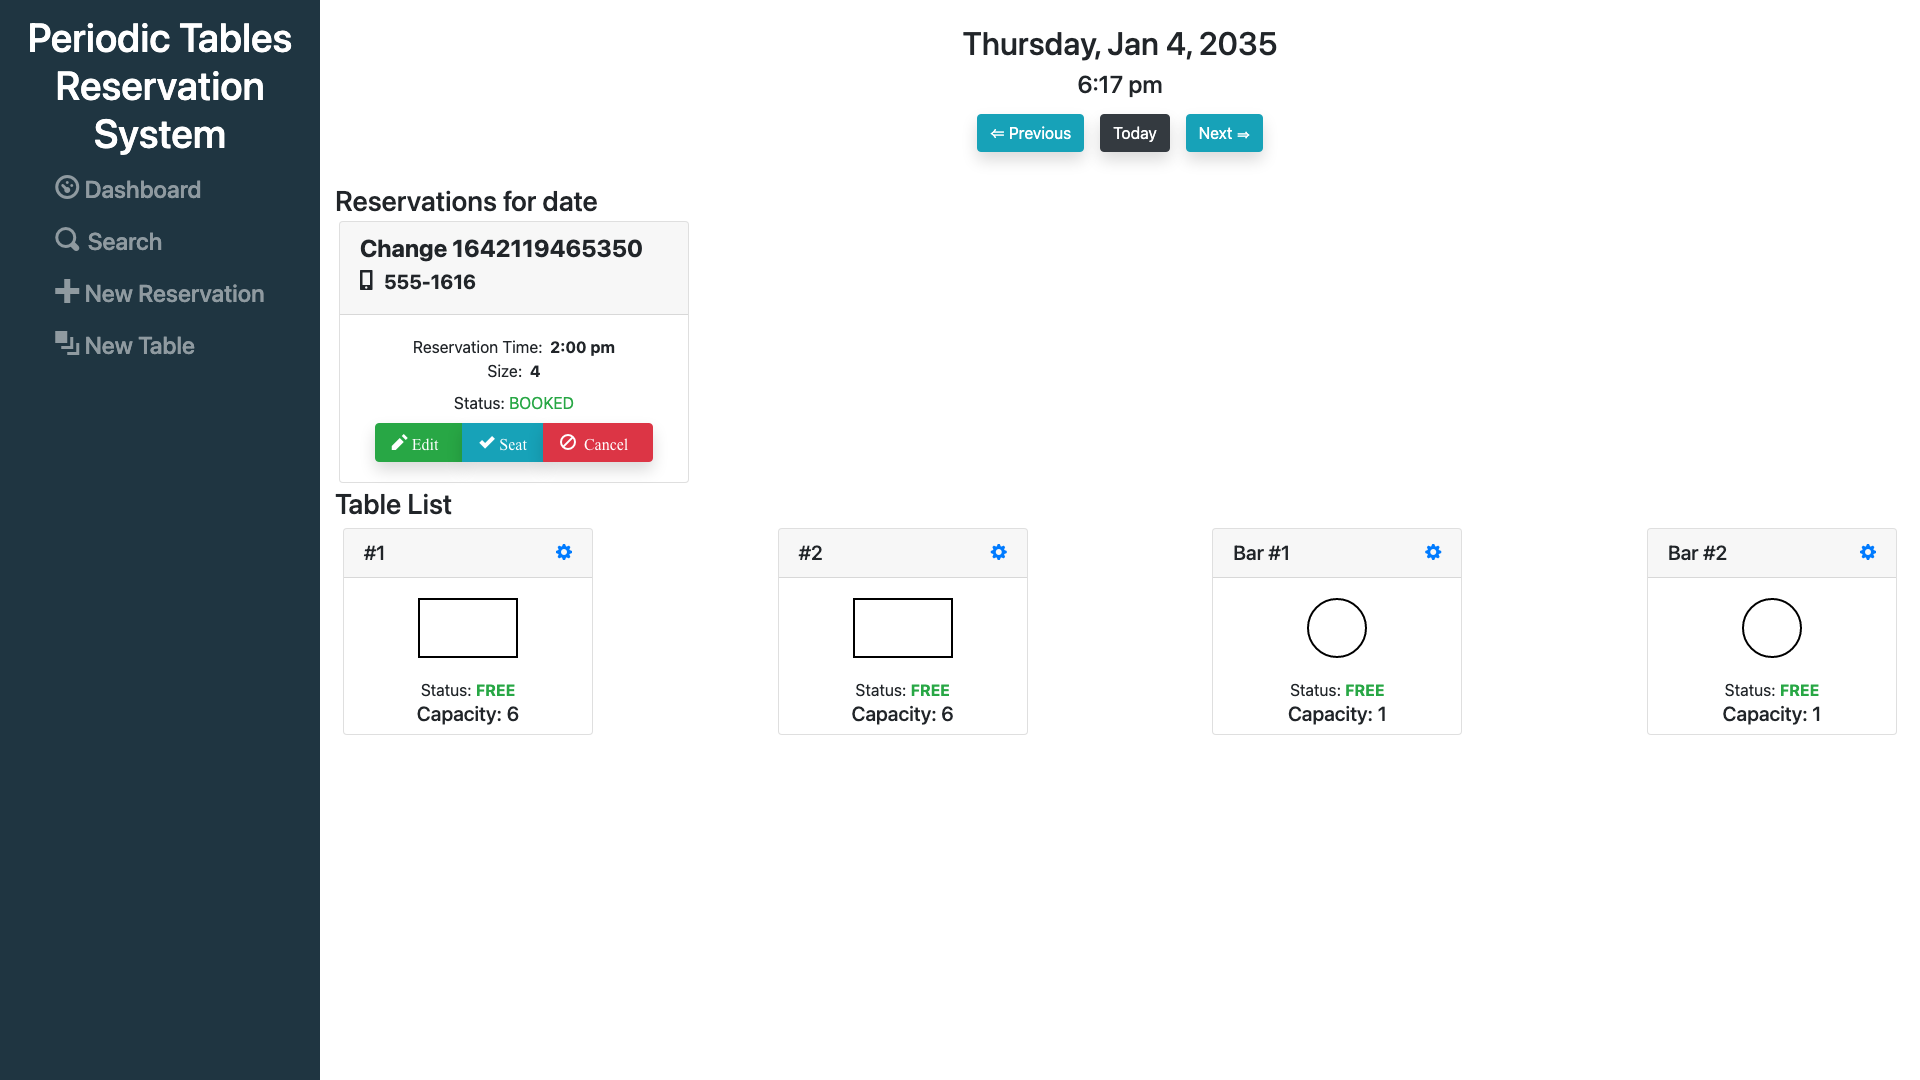 Periodic Tables
Reservation
System
Dashboard
Search
New Reservation
New Table
Thursday, Jan 4, 2035
6:17 pm
⇐ Previous
Today
Next ⇒
Reservations for date
Change 1642119465350
555-1616
Reservation Time: 2:00 pm
Size: 4
Status: BOOKED
Edit
Seat
Cancel
Table List
#1
Status: FREE
Capacity: 6
#2
Status: FREE
Capacity: 6
Bar #1
Status: FREE
Capacity: 1
Bar #2
Status: FREE
Capacity: 1